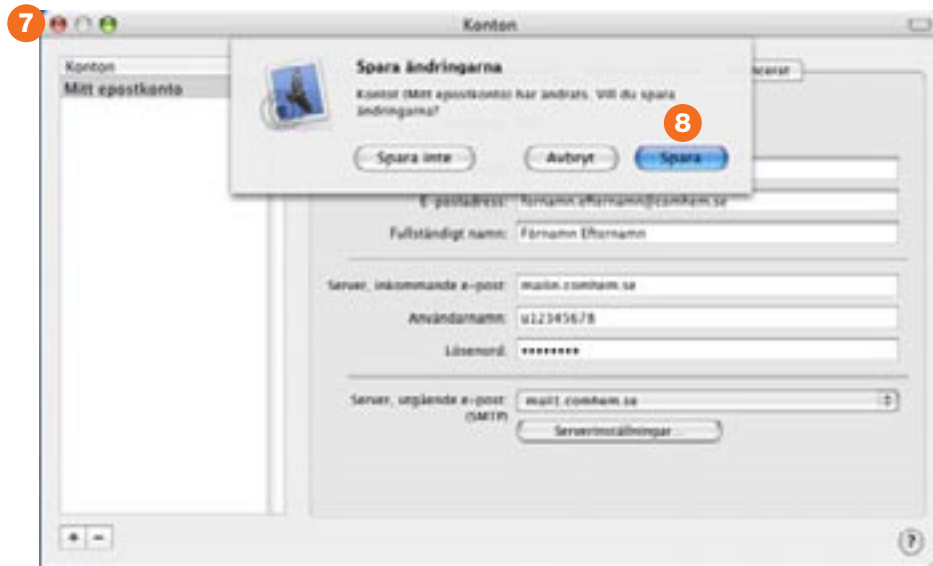 7
Konton
Konton
Mitt epostkonto
Spara ändringarna
Kontot (Mitt epostkonto) har ändrats. Vill du spara
ändringarna?
8
Spara inte
Avbryt
Spara
E-postadress:
fornamn.efternamn@comhem.se
Fullständigt namn:
Förnamn Efternamn
Server, inkommande e-post:
mailin.comhem.se
Användarnamn:
u12345678
Lösenord:
••••••••
Server, utgående e-post:
(SMTP)
Serverinställningar...
+
-
?